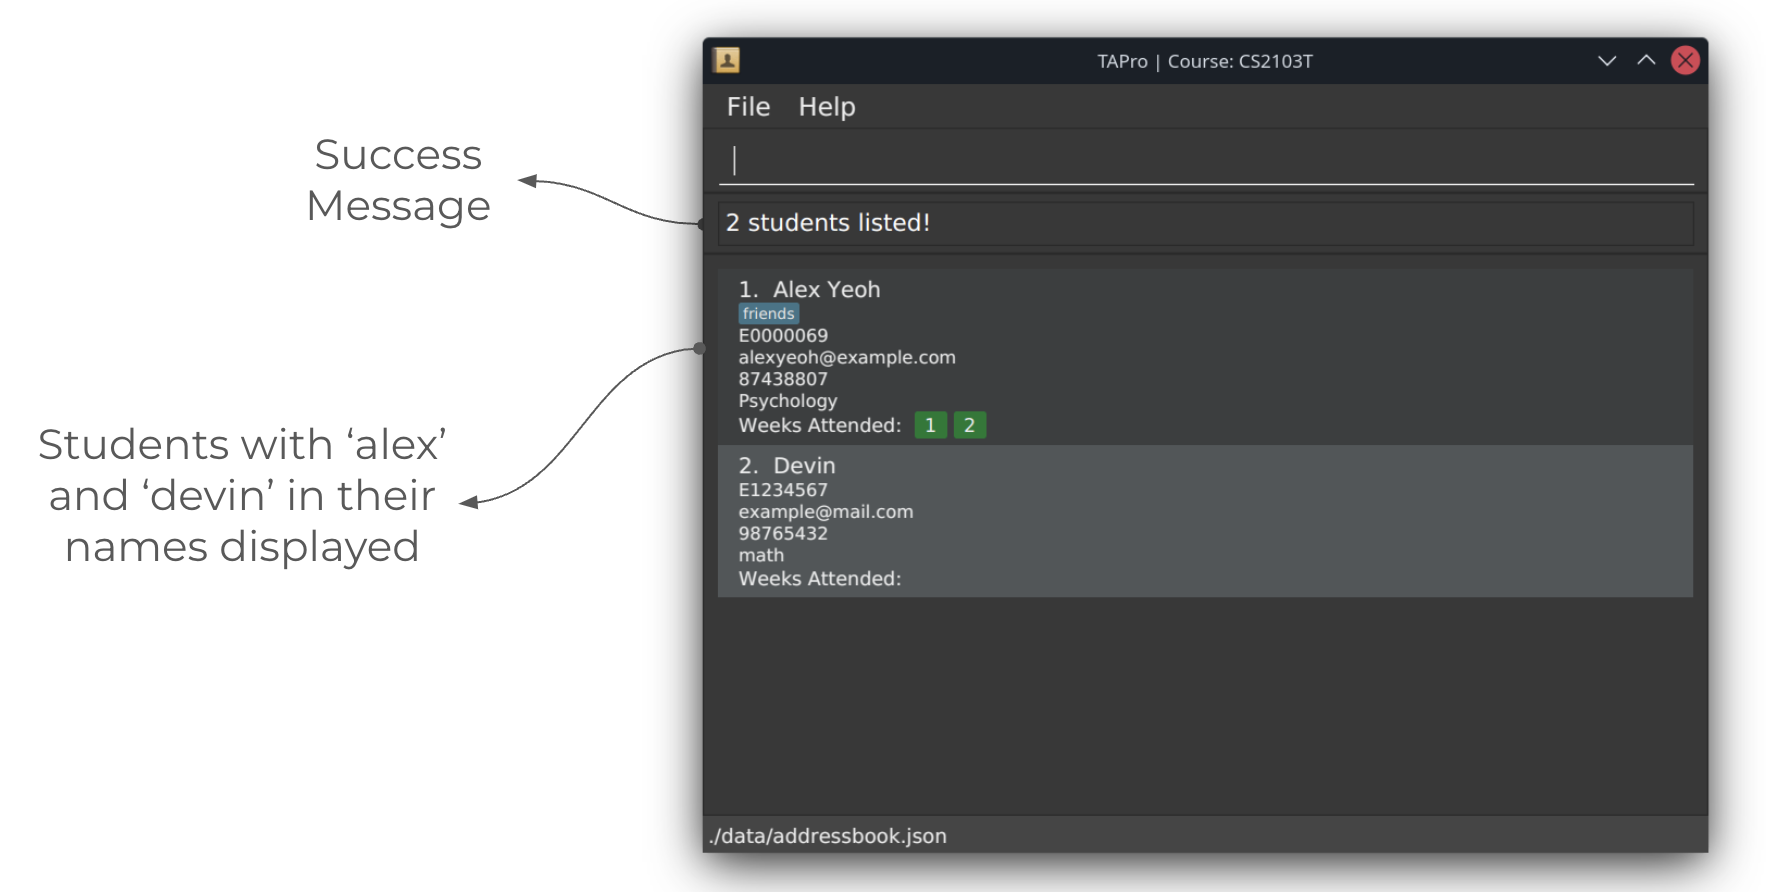 Success
Message
Students with ‘alex’
and ‘devin’ in their
names displayed
TAPro | Course: CS2103T
File Help
2 students listed!
1. Alex Yeoh
friends
E0000069
alexyeoh@example.com
87438807
Psychology
Weeks Attended: 1 2
2. Devin
E1234567
example@mail.com
98765432
math
Weeks Attended:
./data/addressbook.json